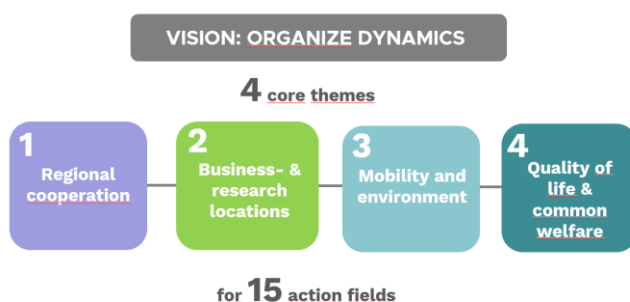 VISION: ORGANIZE DYNAMICS
4 core themes
1
Regional
cooperation
2
Business- &
research
locations
3
Mobility and
environment
4
Quality of
life &
common
welfare
for 15 action fields